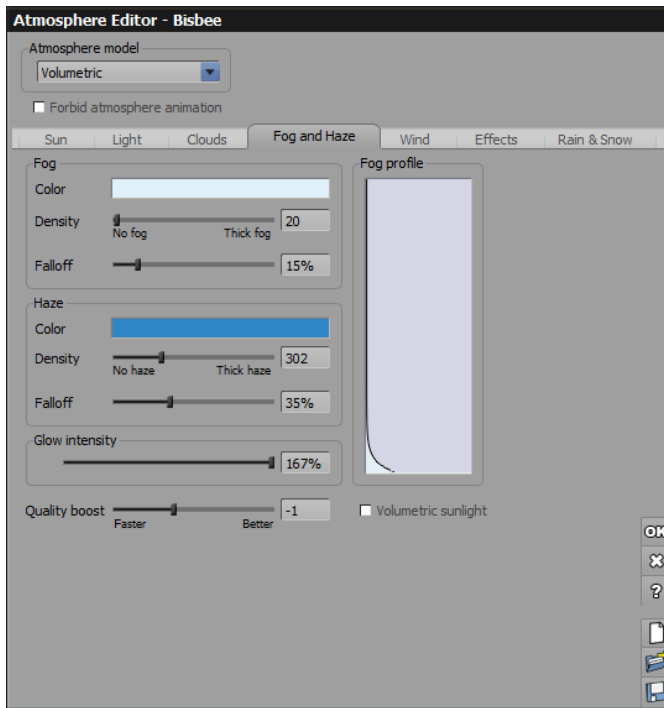 Atmosphere Editor - Bisbee
Atmosphere model
Volumetric
Forbid atmosphere animation
Sun Light Clouds Fog and Haze Wind Effects Rain & Snow
Fog
Color
Density 20
No fog Thick fog
Falloff 15%
Haze
Color
Density 302
No haze Thick haze
Falloff 35%
Glow intensity
167%
Quality boost -1
Faster Better
Fog profile
Volumetric sunlight
OK
?